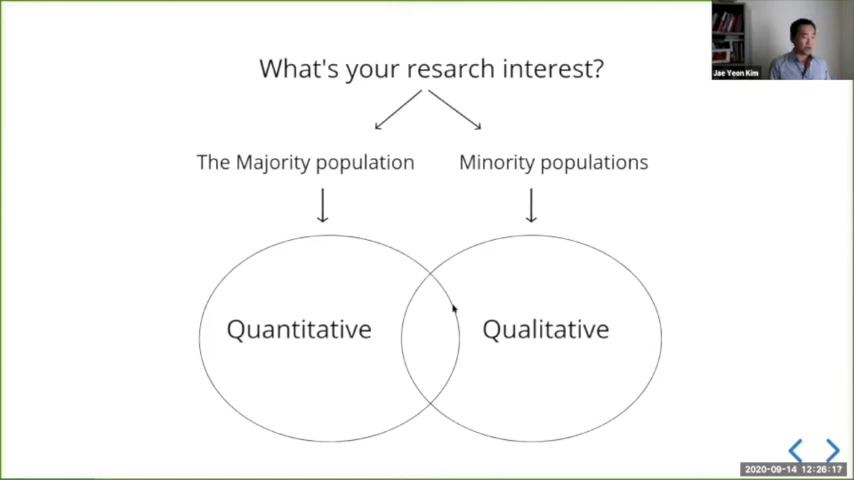 What's your resarch interest?
Jae Yeon Kim
The Majority population
Minority populations
Quantitative
Qualitative
2020-09-14 12:26:17